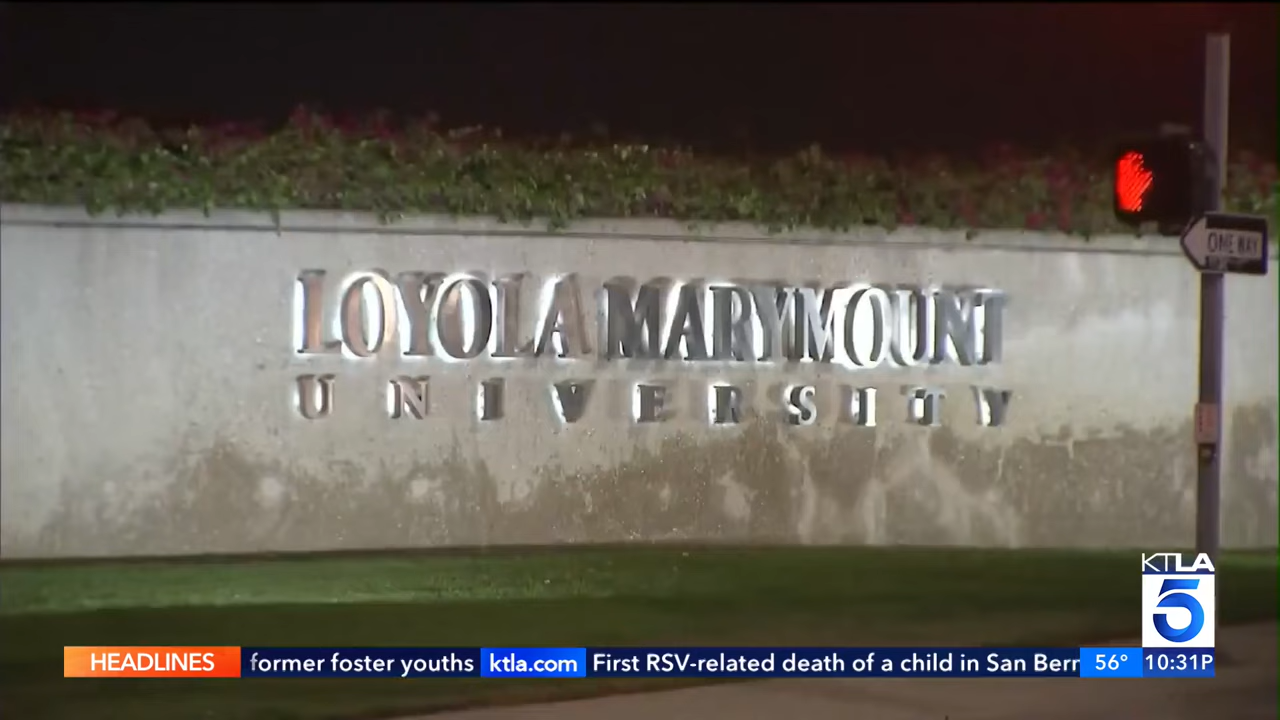 LOYOLA MARYMOUNT
UNIVERSITY
ONE WAY
KTLA
5
HEADLINES former foster youths ktla.com First RSV-related death of a child in San Bern 56° 10:31P